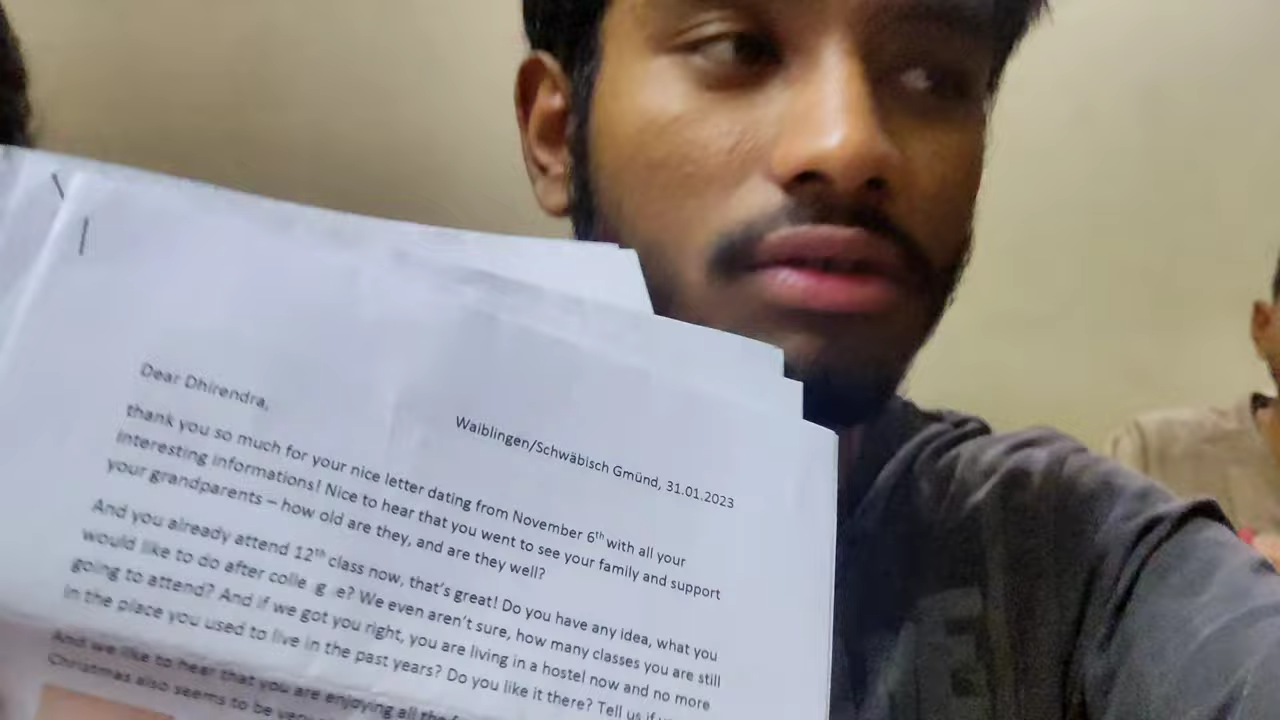 Dear Dhirendra,
Waiblingen/Schwäbisch Gmünd, 31.01.2023
thank you so much for your nice letter dating from November 6th with all your
interesting informations! Nice to hear that you went to see your family and support
your grandparents – how old are they, and are they well?
And you already attend 12th class now, that's great! Do you have any idea, what you
would like to do after colle g e? We even aren't sure, how many classes you are still
going to attend? And if we got you right, you are living in a hostel now and no more
in the place you used to live in the past years? Do you like it there? Tell us if
And we like to hear that you are enjoying all the
Christmas also seems to be very